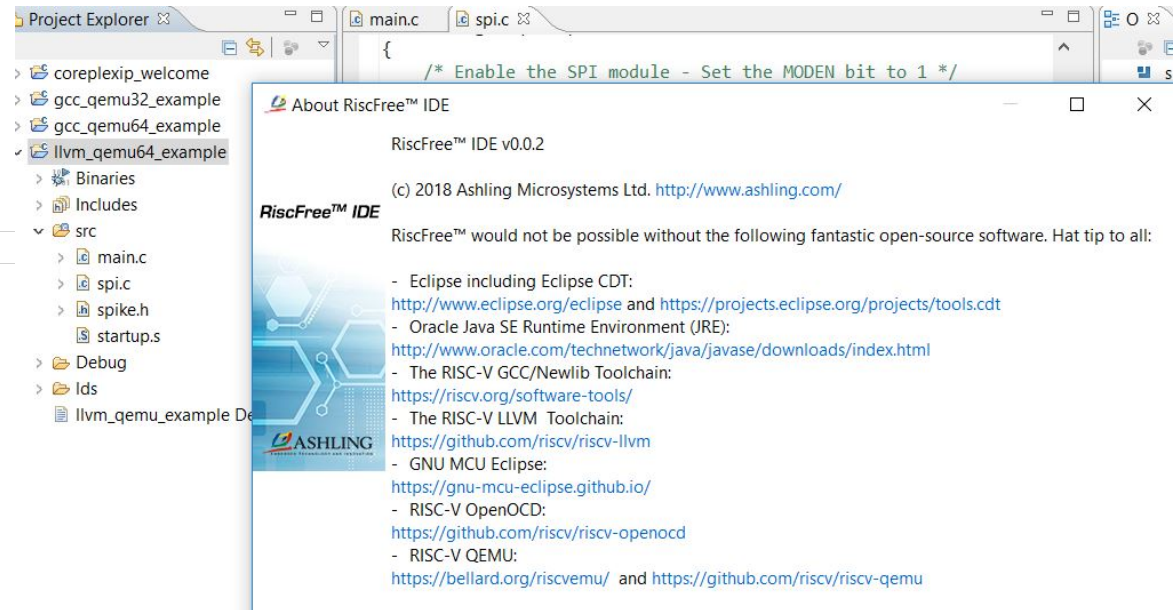 Project Explorer
main.c
spi.c
O
{
/* Enable the SPI module - Set the MODEN bit to 1 */
s
coreplexip_welcome
gcc_qemu32_example
gcc_qemu64_example
llvm_qemu64_example
Binaries
Includes
src
main.c
spi.c
spike.h
startup.s
Debug
lds
llvm_qemu_example De
About RiscFree™ IDE
RiscFree™ IDE
ASHLING
RiscFree™ IDE v0.0.2
(c) 2018 Ashling Microsystems Ltd. http://www.ashling.com/
RiscFree™ would not be possible without the following fantastic open-source software. Hat tip to all:
- Eclipse including Eclipse CDT:
http://www.eclipse.org/eclipse and https://projects.eclipse.org/projects/tools.cdt
- Oracle Java SE Runtime Environment (JRE):
http://www.oracle.com/technetwork/java/javase/downloads/index.html
- The RISC-V GCC/Newlib Toolchain:
https://riscv.org/software-tools/
- The RISC-V LLVM Toolchain:
https://github.com/riscv/riscv-llvm
- GNU MCU Eclipse:
https://gnu-mcu-eclipse.github.io/
- RISC-V OpenOCD:
https://github.com/riscv/riscv-openocd
- RISC-V QEMU:
https://bellard.org/riscvemu/ and https://github.com/riscv/riscv-qemu